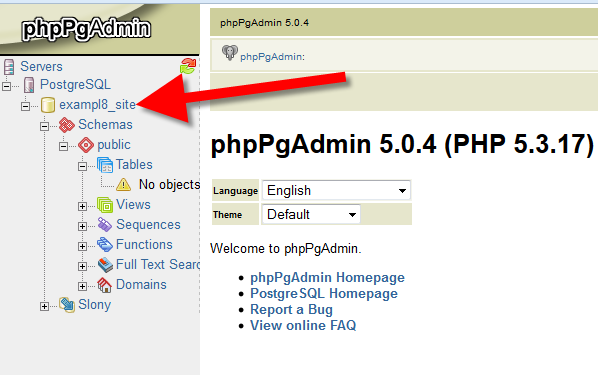 phpPgAdmin
Servers
PostgreSQL
exampl8_site
Schemas
public
Tables
No objects
Views
Sequences
Functions
Full Text Sear
Domains
Slony
phpPgAdmin 5.0.4
phpPgAdmin:
phpPgAdmin 5.0.4 (PHP 5.3.17)
Language English
Theme Default
Welcome to phpPgAdmin.
phpPgAdmin Homepage
PostgreSQL Homepage
Report a Bug
View online FAQ